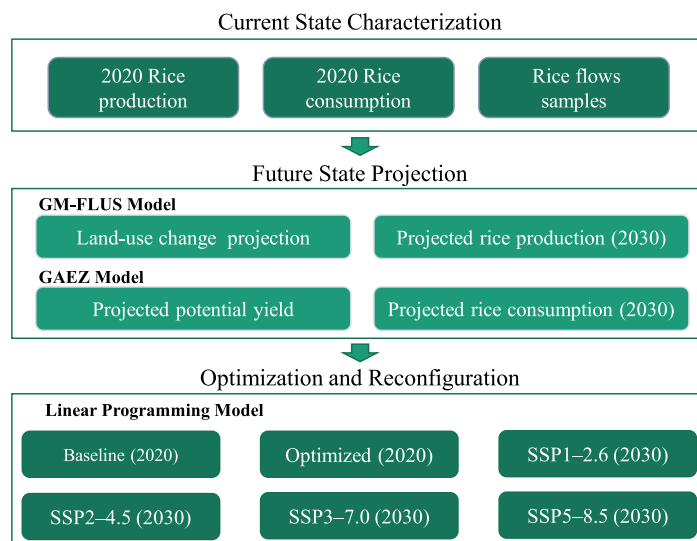 Current State Characterization
2020 Rice
production
2020 Rice
consumption
Rice flows
samples
Future State Projection
GM-FLUS Model
Land-use change projection
Projected rice production (2030)
GAEZ Model
Projected potential yield
Projected rice consumption (2030)
Optimization and Reconfiguration
Linear Programming Model
Baseline (2020)
Optimized (2020)
SSP1–2.6 (2030)
SSP2–4.5 (2030)
SSP3–7.0 (2030)
SSP5–8.5 (2030)